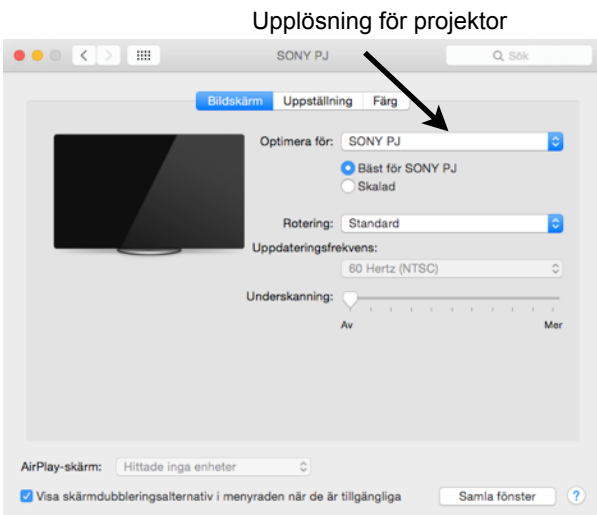 Upplösning för projektor
SONY PJ
Sök
Bildskärm Uppställning Färg
Optimera för: SONY PJ
Bäst för SONY PJ
Skalad
Rotering: Standard
Uppdateringsfrekvens:
60 Hertz (NTSC)
Underskanning:
Av Mer
AirPlay-skärm: Hittade inga enheter
Visa skärmdubbleringsalternativ i menyraden när de är tillgängliga
Samla fönster ?